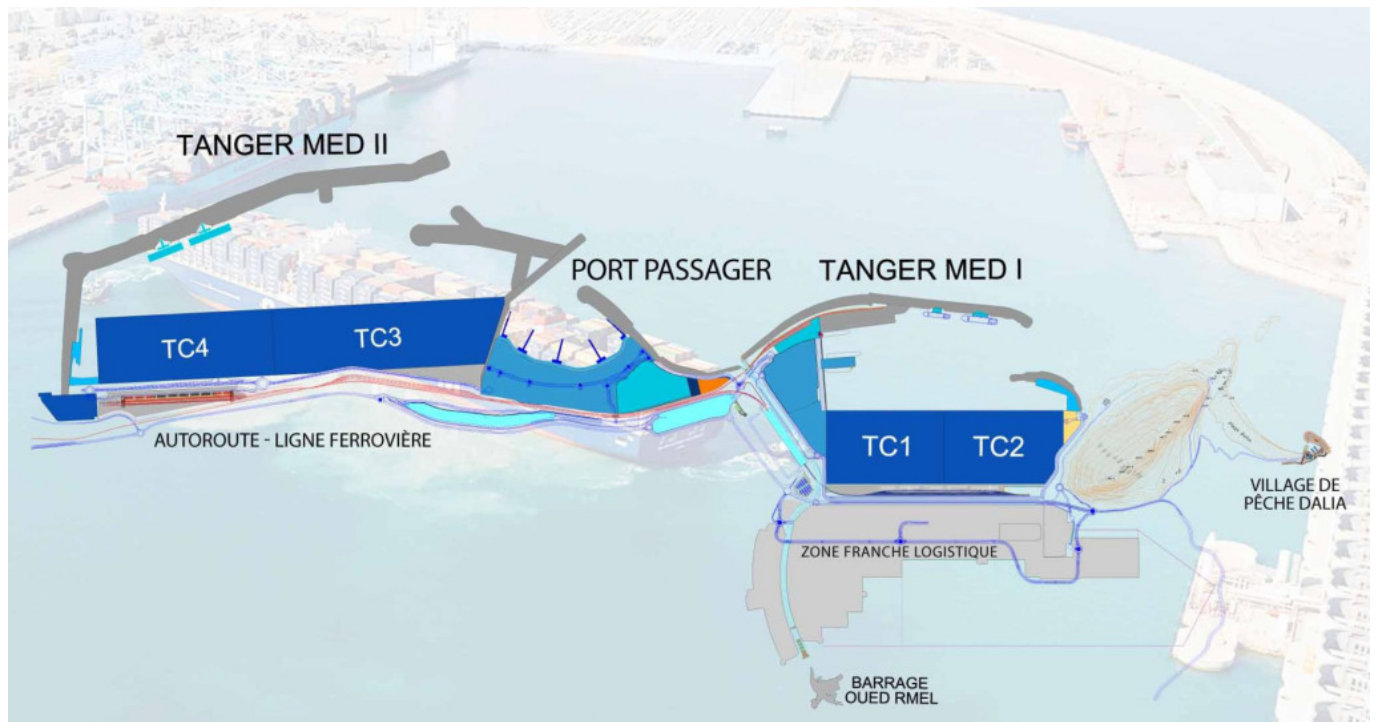 TANGER MED II
PORT PASSAGER
TANGER MED I
TC4
TC3
TC1
TC2
AUTOROUTE - LIGNE FERROVIÈRE
VILLAGE DE
PÊCHE DALIA
ZONE FRANCHE LOGISTIQUE
BARRAGE
OUED RMEL